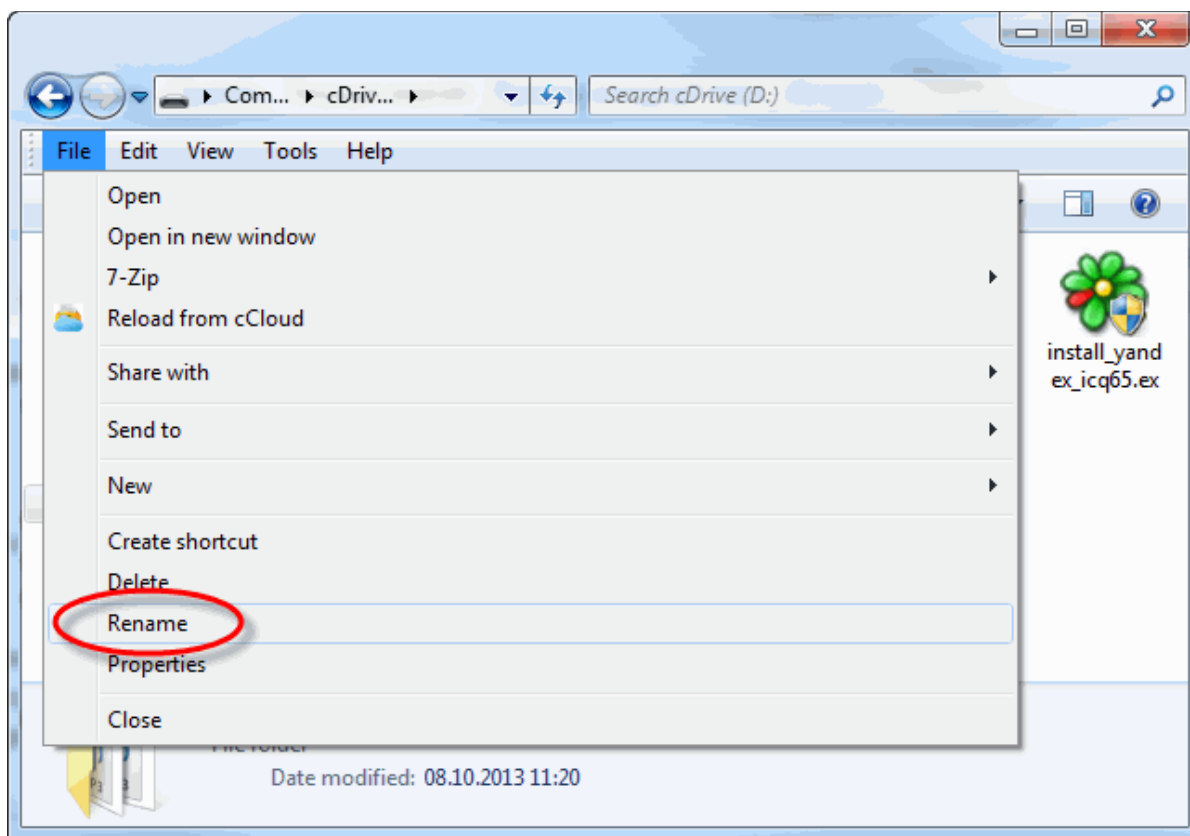 Com... cDriv... Search cDrive (D:)
File Edit View Tools Help
Open
Open in new window
7-Zip
Reload from cCloud
Share with
Send to
New
Create shortcut
Delete
Rename
Properties
Close
install_yand
ex_icq65.ex
File folder
Date modified: 08.10.2013 11:20